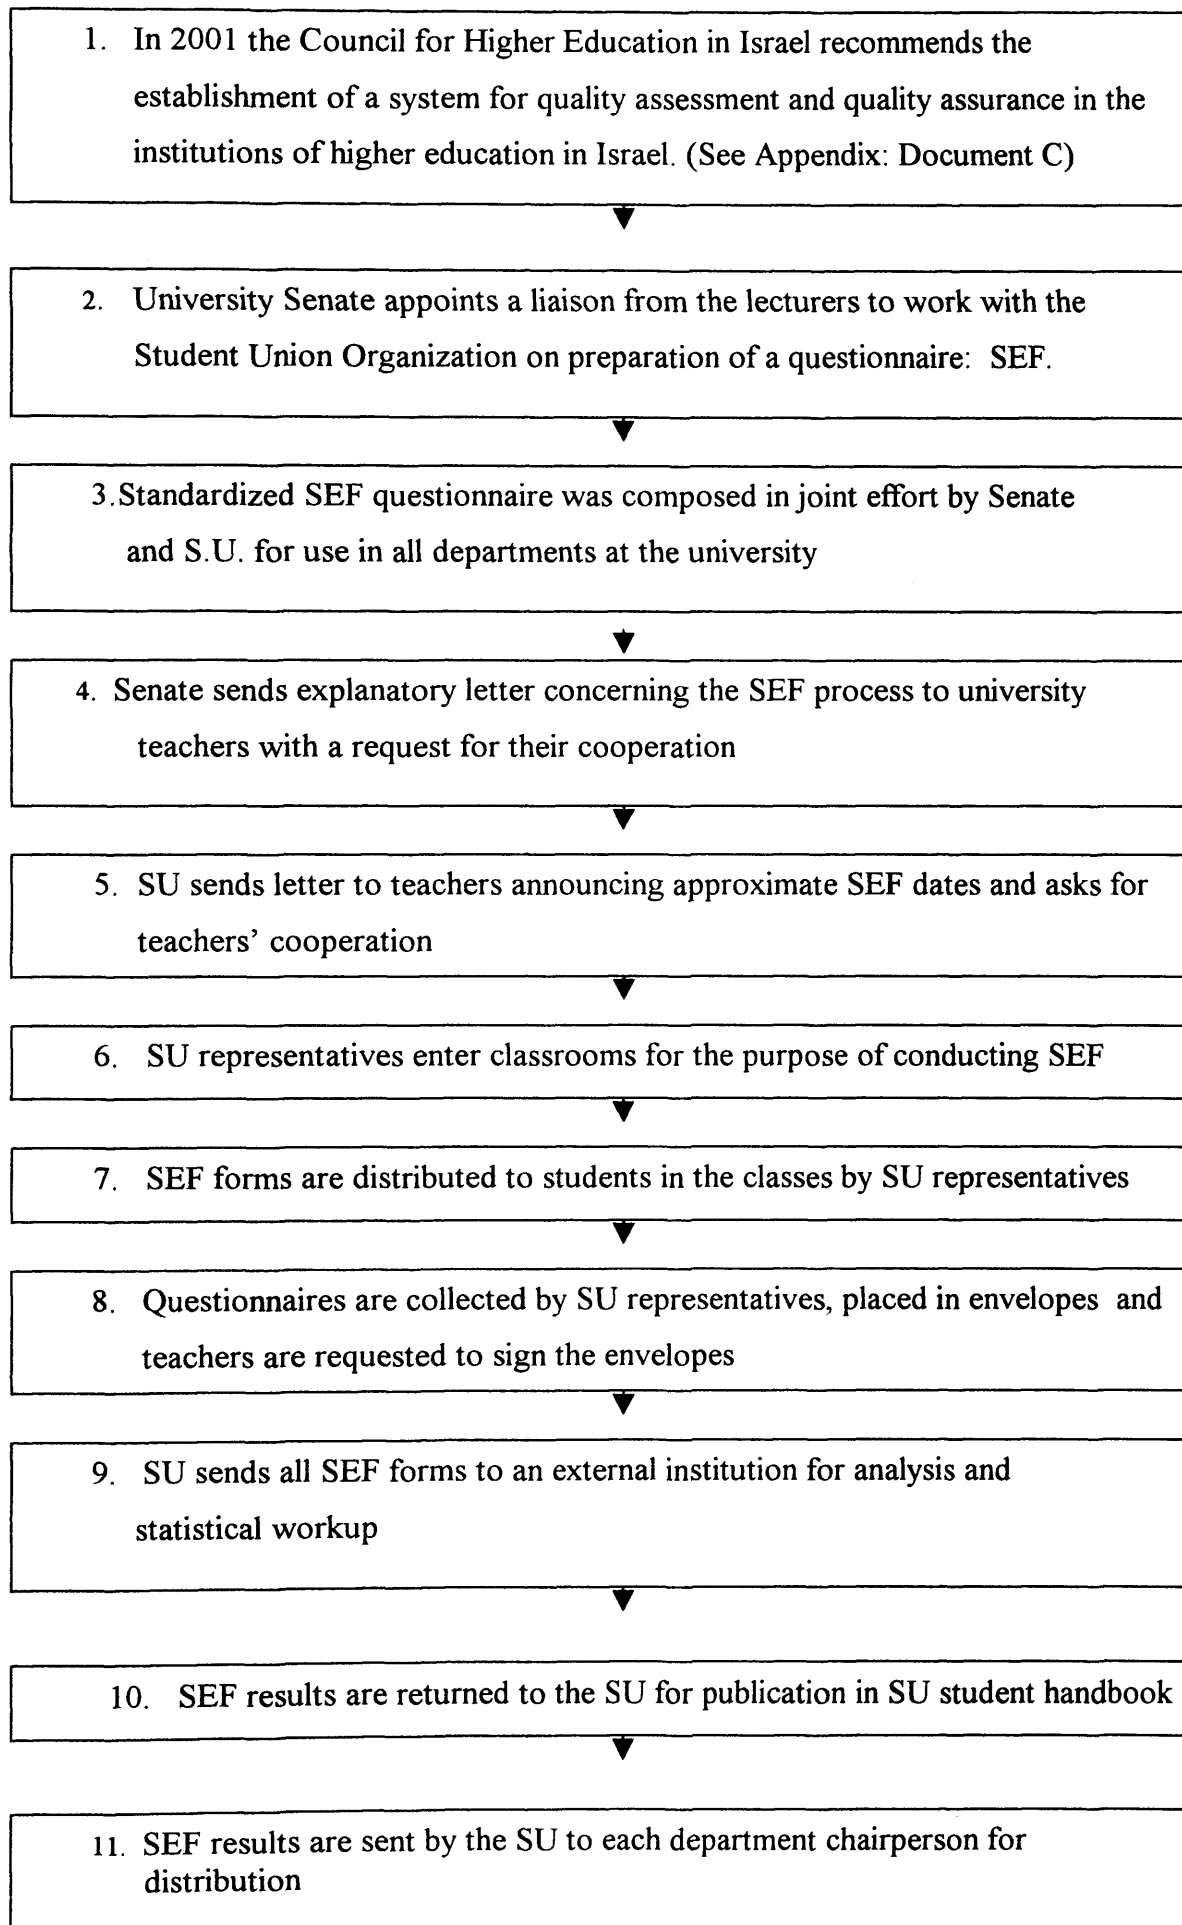 1. In 2001 the Council for Higher Education in Israel recommends the
establishment of a system for quality assessment and quality assurance in the
institutions of higher education in Israel. (See Appendix: Document C)
2. University Senate appoints a liaison from the lecturers to work with the
Student Union Organization on preparation of a questionnaire: SEF.
3.Standardized SEF questionnaire was composed in joint effort by Senate
and S.U. for use in all departments at the university
4. Senate sends explanatory letter concerning the SEF process to university
teachers with a request for their cooperation
5. SU sends letter to teachers announcing approximate SEF dates and asks for
teachers' cooperation
6. SU representatives enter classrooms for the purpose of conducting SEF
7. SEF forms are distributed to students in the classes by SU representatives
8. Questionnaires are collected by SU representatives, placed in envelopes and
teachers are requested to sign the envelopes
9. SU sends all SEF forms to an external institution for analysis and
statistical workup
10. SEF results are returned to the SU for publication in SU student handbook
11. SEF results are sent by the SU to each department chairperson for
distribution